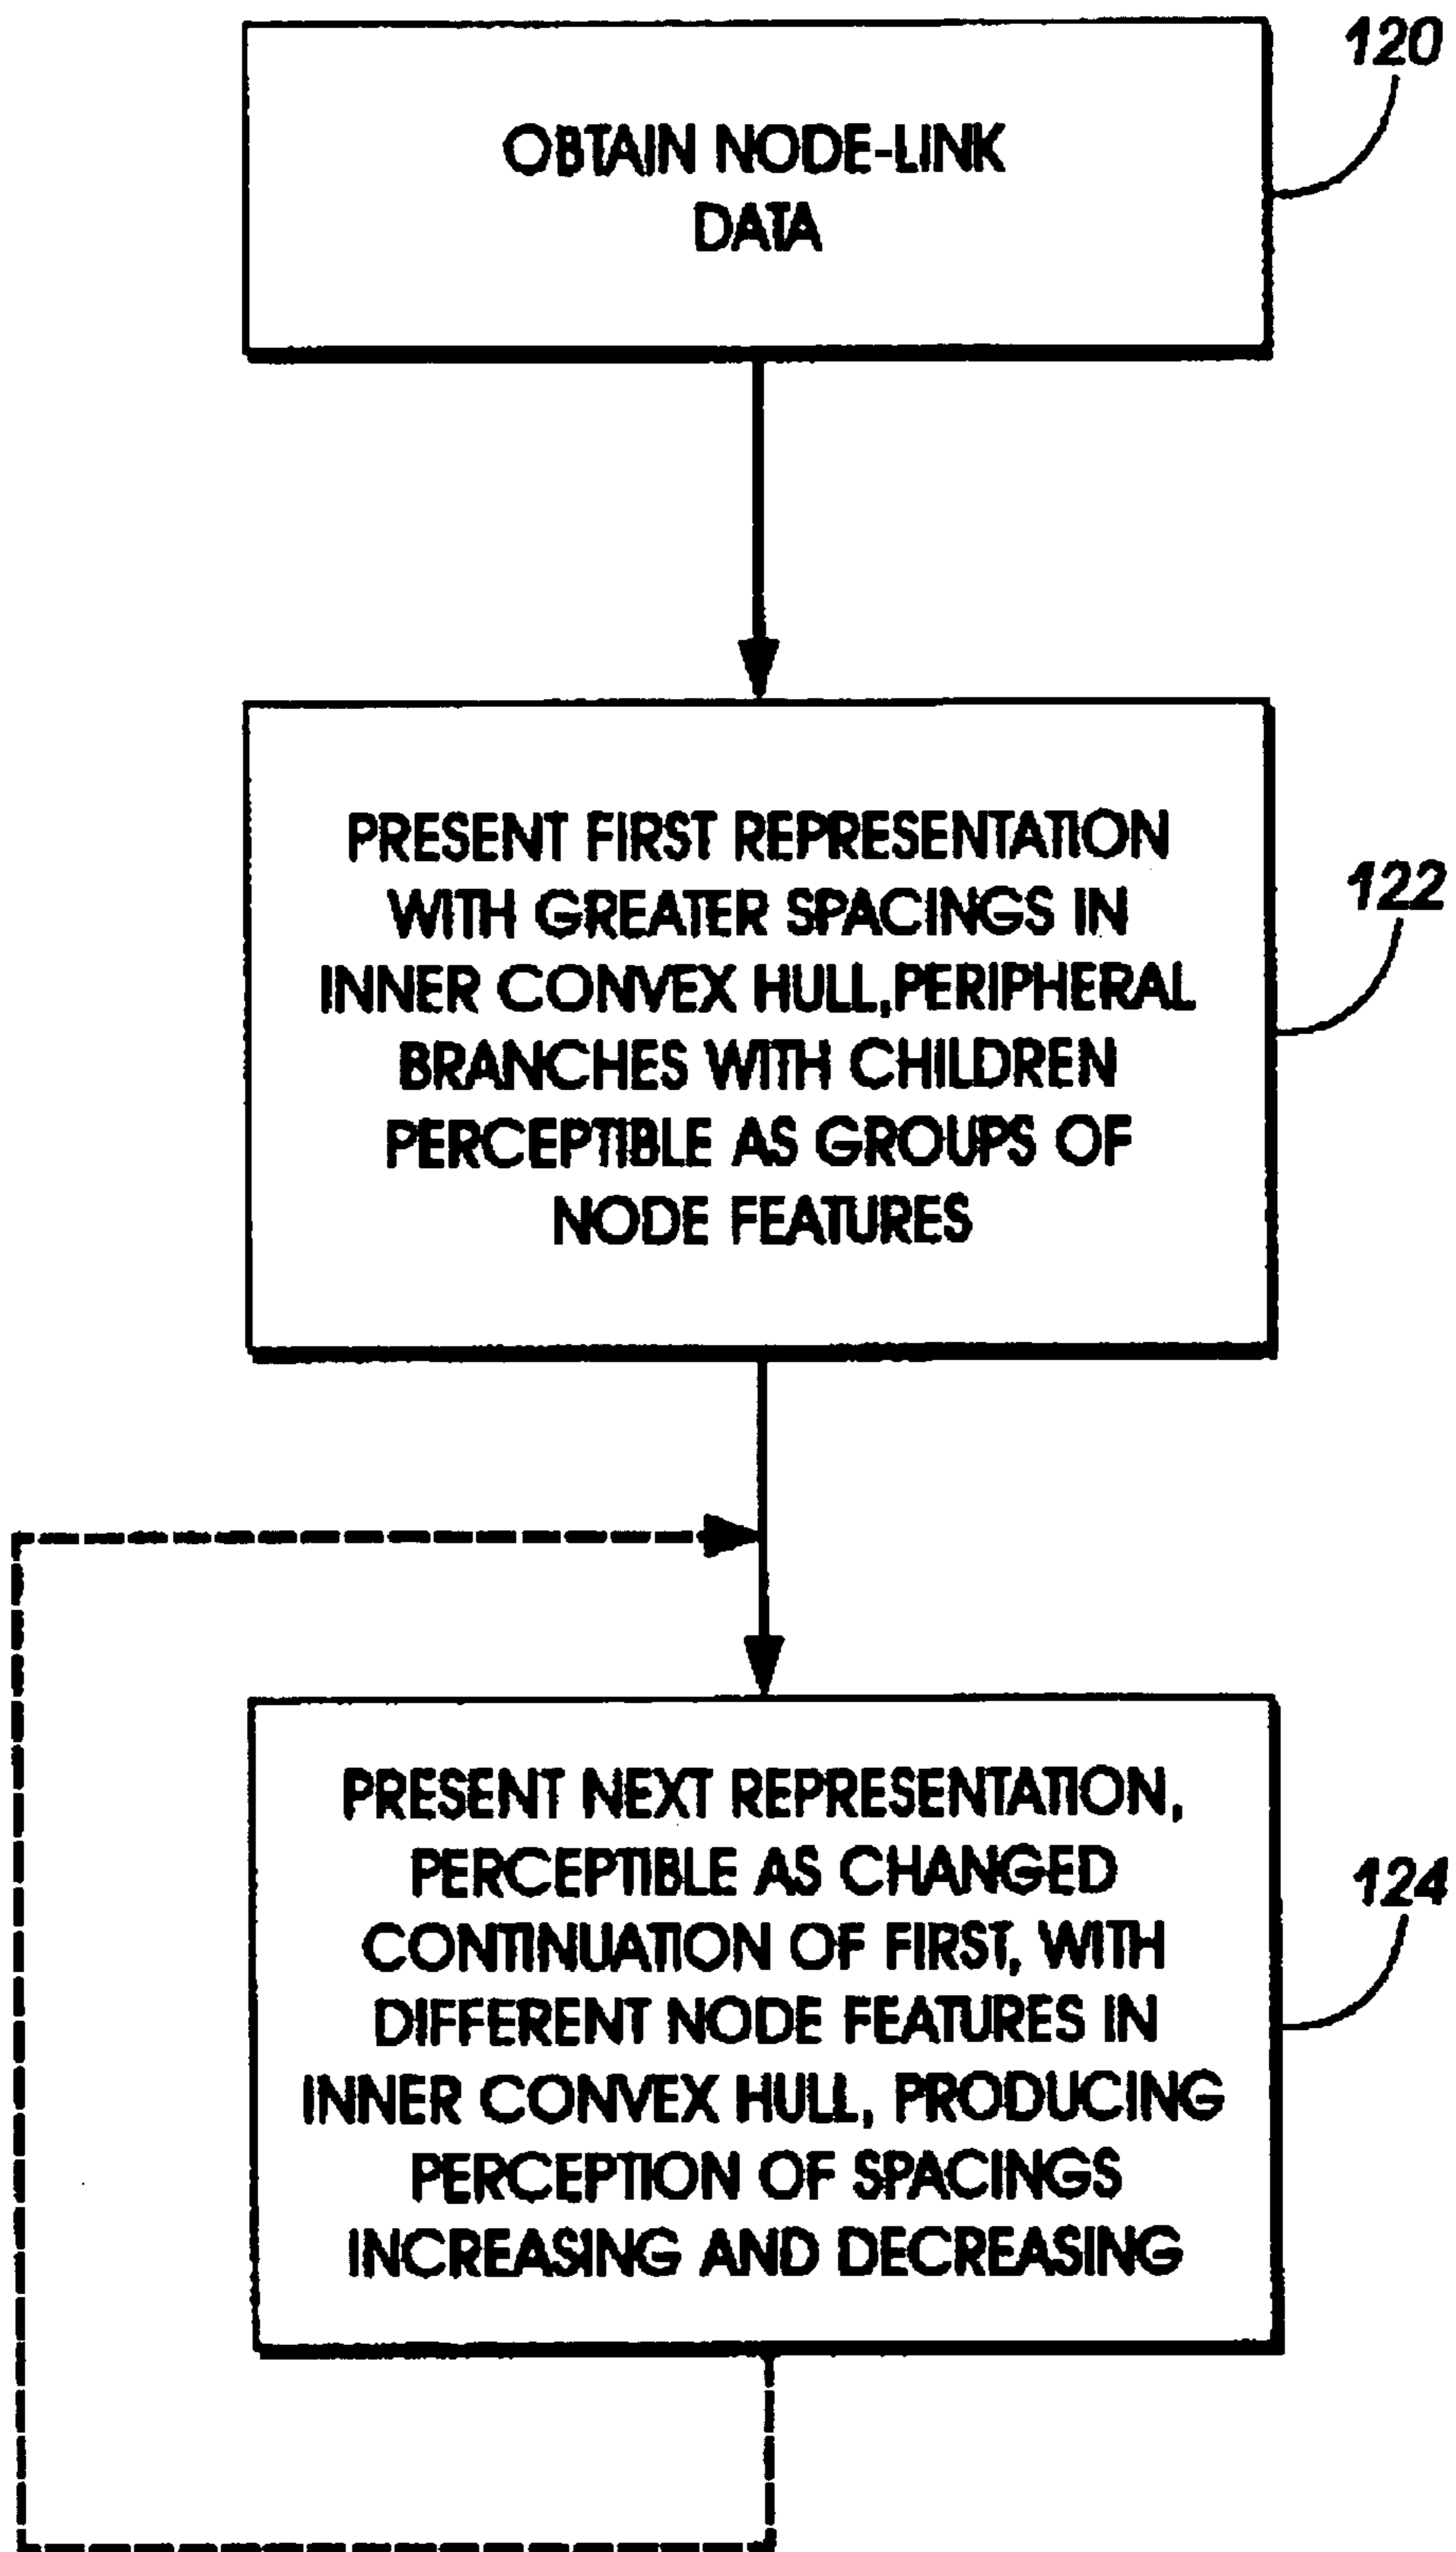 120
OBTAIN NODE-LINK
DATA
PRESENT FIRST REPRESENTATION
WITH GREATER SPACINGS IN
INNER CONVEX HULL,PERIPHERAL
BRANCHES WITH CHILDREN
PERCEPTIBLE AS GROUPS OF
NODE FEATURES
122
PRESENT NEXT REPRESENTATION,
PERCEPTIBLE AS CHANGED
CONTINUATION OF FIRST, WITH
DIFFERENT NODE FEATURES IN
INNER CONVEX HULL, PRODUCING
PERCEPTION OF SPACINGS
INCREASING AND DECREASING
124